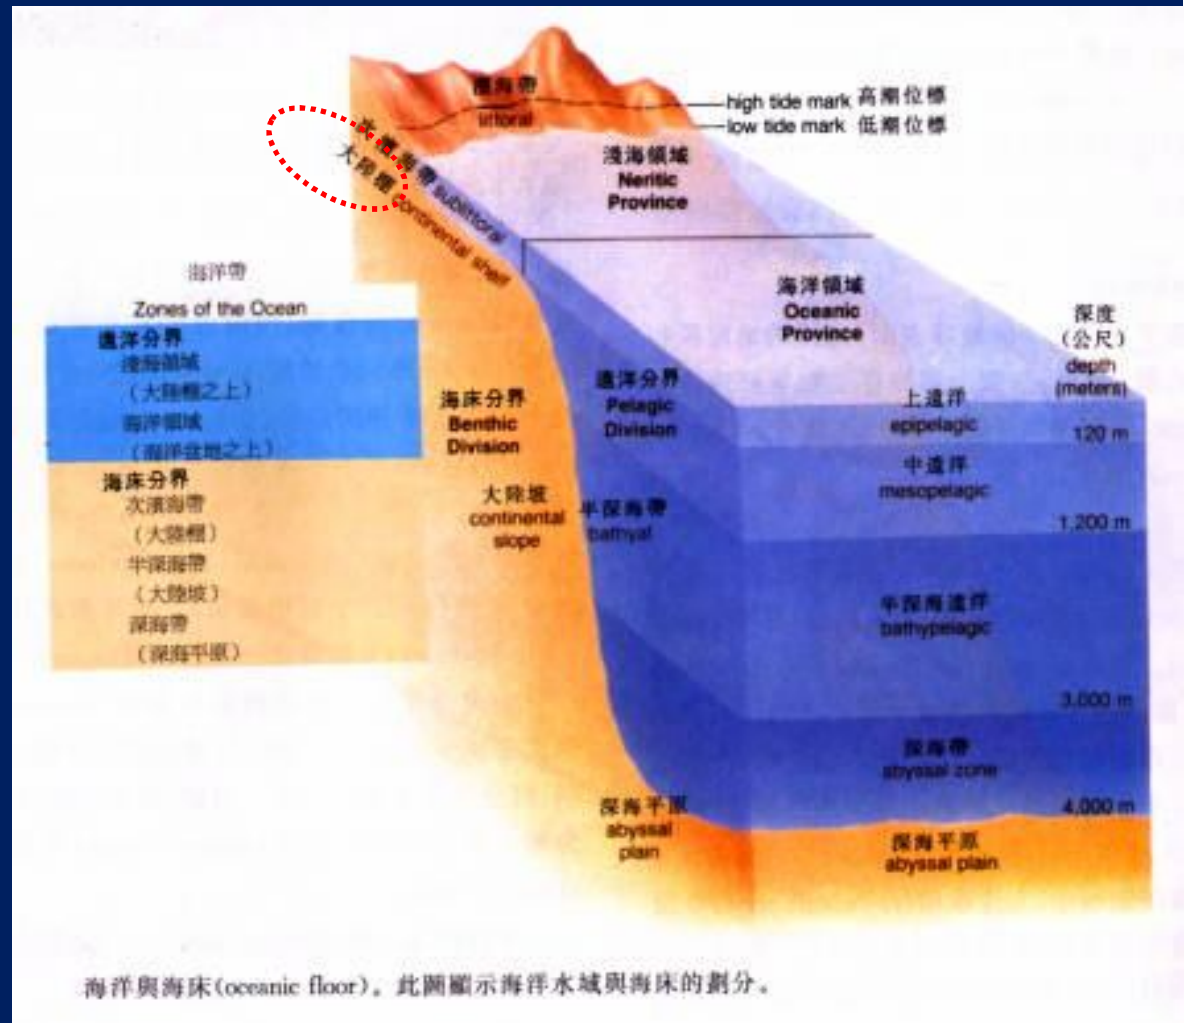 濱海帶
littoral
high tide mark 高潮位標
low tide mark 低潮位標
次濱海帶 sublittoral
大陸棚 continental shelf
淺海領域
Neritic
Province
海洋領域
Oceanic
Province
深度
(公尺)
depth
(meters)
海洋帶
Zones of the Ocean
遠洋分界
淺海領域
(大陸棚之上)
海洋領域
(海洋盆地之上)
海床分界
次濱海帶
(大陸棚)
半深海帶
(大陸坡)
深海帶
(深海平原)
海床分界
Benthic
Division
遠洋分界
Pelagic
Division
大陸坡
continental
slope
半深海帶
bathyal
上遠洋
epipelagic
120 m
中遠洋
mesopelagic
1,200 m
半深海遠洋
bathypelagic
3,000 m
深海帶
abyssal zone
4,000 m
深海平原
abyssal
plain
深海平原
abyssal plain
海洋與海床(oceanic floor)。此圖顯示海洋水域與海床的劃分。